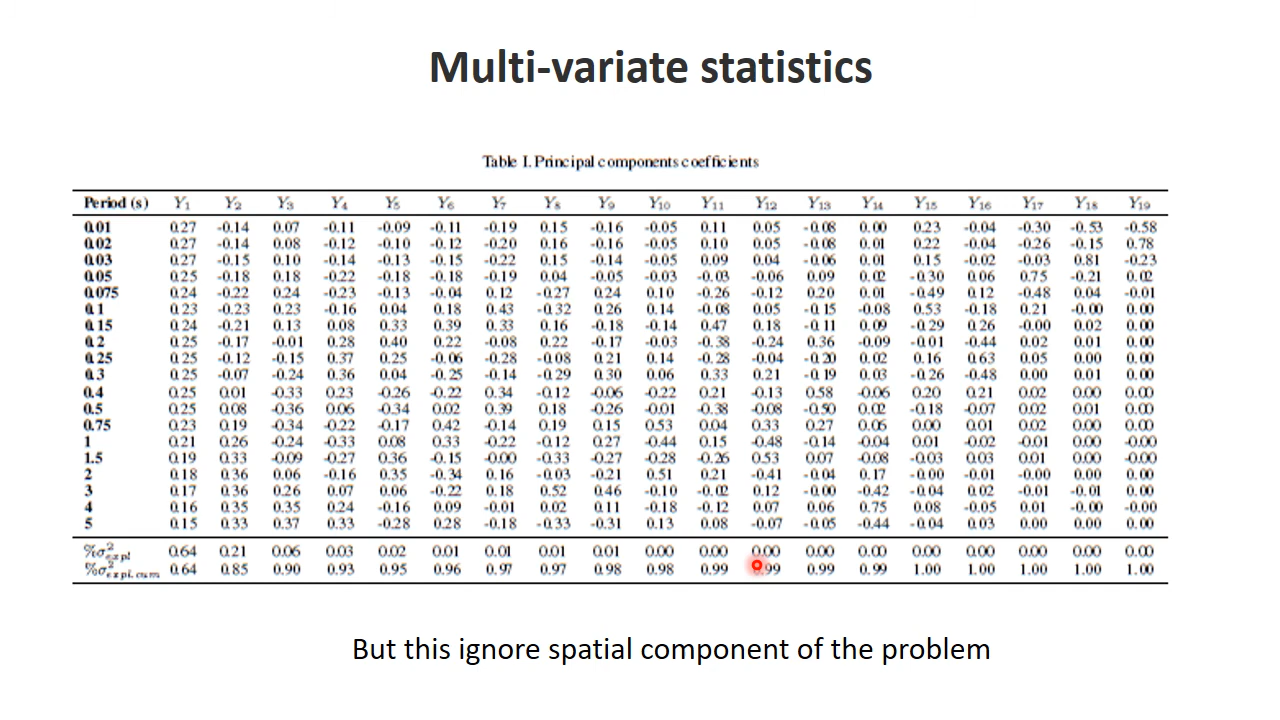 Multi-variate statistics
Table I. Principal components coefficients
Period (s) Y1 Y2 Y3 Y4 Y5 Y6 Y7 Y8 Y9 Y10 Y11 Y12 Y13 Y14 Y15 Y16 Y17 Y18 Y19
0.01 0.27 -0.14 0.07 -0.11 -0.09 -0.11 -0.19 0.15 -0.16 -0.05 0.11 0.05 -0.08 0.00 0.23 -0.04 -0.30 -0.53 -0.58
0.02 0.27 -0.14 0.08 -0.12 -0.10 -0.12 -0.20 0.16 -0.16 -0.05 0.10 0.05 -0.08 0.01 0.22 -0.04 -0.26 -0.15 0.78
0.03 0.27 -0.15 0.10 -0.14 -0.13 -0.15 -0.22 0.15 -0.14 -0.05 0.09 0.04 -0.06 0.01 0.15 -0.02 -0.03 0.81 -0.23
0.05 0.25 -0.18 0.18 -0.22 -0.18 -0.18 -0.19 0.04 -0.05 -0.03 -0.03 -0.06 0.09 0.02 -0.30 0.06 0.75 -0.21 0.02
0.075 0.24 -0.22 0.24 -0.23 -0.13 -0.04 0.12 -0.27 0.24 0.10 -0.26 -0.12 0.20 0.01 -0.49 0.12 -0.48 0.04 -0.01
0.1 0.23 -0.23 0.23 -0.16 0.04 0.18 0.43 -0.32 0.26 0.14 -0.08 0.05 -0.15 -0.08 0.53 -0.18 0.21 -0.00 0.00
0.15 0.24 -0.21 0.13 0.08 0.33 0.39 0.33 0.16 -0.18 -0.14 0.47 0.18 -0.11 0.09 -0.29 0.26 -0.00 0.02 0.00
0.2 0.25 -0.17 -0.01 0.28 0.40 0.22 -0.08 0.22 -0.17 -0.03 -0.38 -0.24 0.36 -0.09 -0.01 -0.44 0.02 0.01 0.00
0.25 0.25 -0.12 -0.15 0.37 0.25 -0.06 -0.28 -0.08 0.21 0.14 -0.28 -0.04 -0.20 0.02 0.16 0.63 0.05 0.00 0.00
0.3 0.25 -0.07 -0.24 0.36 0.04 -0.25 -0.14 -0.29 0.30 0.06 0.33 0.21 -0.19 0.03 -0.26 -0.48 0.00 0.01 0.00
0.4 0.25 0.01 -0.33 0.23 -0.26 -0.22 0.34 -0.12 -0.06 -0.22 0.21 -0.13 0.58 -0.06 0.20 0.21 0.02 0.00 0.00
0.5 0.25 0.08 -0.36 0.06 -0.34 0.02 0.39 0.18 -0.26 -0.01 -0.38 -0.08 -0.50 0.02 -0.18 -0.07 0.02 0.01 0.00
0.75 0.23 0.19 -0.34 -0.22 -0.17 0.42 -0.14 0.19 0.15 0.53 0.04 0.33 0.27 0.06 0.00 0.01 0.02 0.00 0.00
1 0.21 0.26 -0.24 -0.33 0.08 0.33 -0.22 -0.12 0.27 -0.44 0.15 -0.48 -0.14 -0.04 0.01 -0.02 -0.01 0.00 -0.00
1.5 0.19 0.33 -0.09 -0.27 0.36 -0.15 -0.00 -0.33 -0.27 -0.28 -0.26 0.53 0.07 -0.08 -0.03 0.03 0.01 0.00 -0.00
2 0.18 0.36 0.06 -0.16 0.35 -0.34 0.16 -0.03 -0.21 0.51 0.21 -0.41 -0.04 0.17 -0.00 -0.01 -0.00 0.00 0.00
3 0.17 0.36 0.26 0.07 0.06 -0.22 0.18 0.52 0.46 -0.10 -0.02 0.12 -0.00 -0.42 -0.04 0.02 -0.01 -0.01 0.00
4 0.16 0.35 0.35 0.24 -0.16 0.09 -0.01 0.02 0.11 -0.18 -0.12 0.07 0.06 0.75 0.08 -0.05 0.01 -0.00 -0.00
5 0.15 0.33 0.37 0.33 -0.28 0.28 -0.18 -0.33 -0.31 0.13 0.08 -0.07 -0.05 -0.44 -0.04 0.03 0.00 0.00 0.00
%σ²expl 0.64 0.21 0.06 0.03 0.02 0.01 0.01 0.01 0.01 0.00 0.00 0.00 0.00 0.00 0.00 0.00 0.00 0.00 0.00
%σ²expl.cum 0.64 0.85 0.90 0.93 0.95 0.96 0.97 0.97 0.98 0.98 0.99 0.99 0.99 0.99 1.00 1.00 1.00 1.00 1.00
But this ignore spatial component of the problem